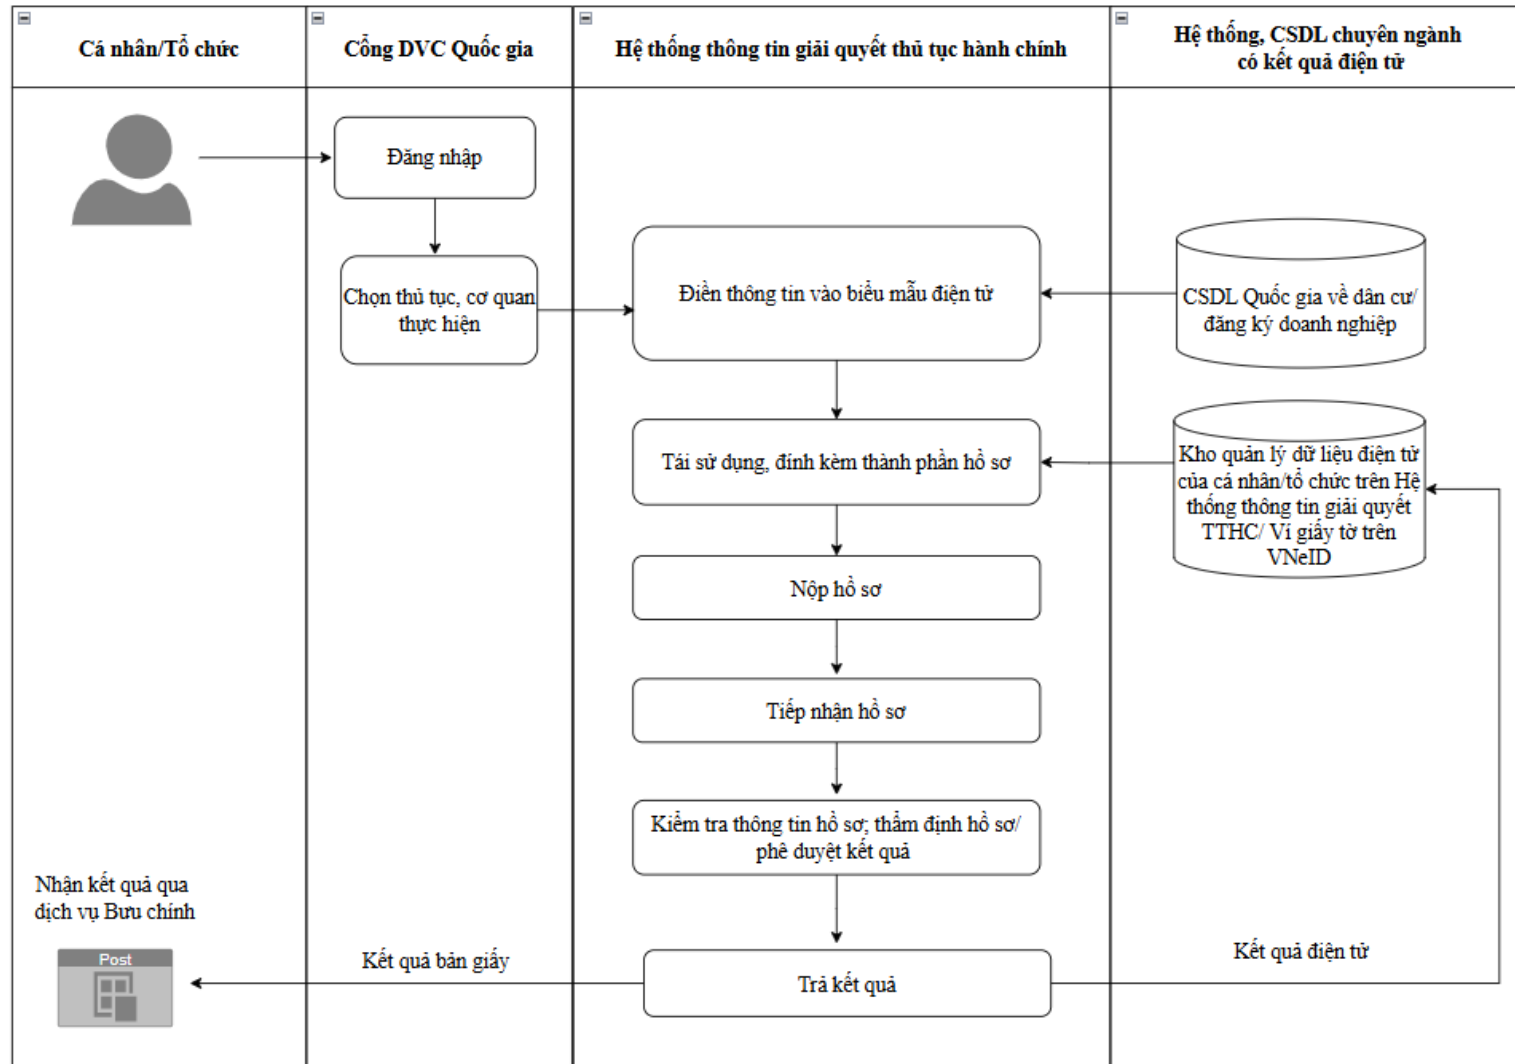 Cá nhân/Tổ chức
Cổng DVC Quốc gia
Hệ thống thông tin giải quyết thủ tục hành chính
Hệ thống, CSDL chuyên ngành
có kết quả điện tử
Đăng nhập
Chọn thủ tục, cơ quan
thực hiện
Điền thông tin vào biểu mẫu điện tử
CSDL Quốc gia về dân cư/
đăng ký doanh nghiệp
Tái sử dụng, đính kèm thành phần hồ sơ
Kho quản lý dữ liệu điện tử
của cá nhân/tổ chức trên Hệ
thống thông tin giải quyết
TTHC/ Ví giấy tờ trên
VNeID
Nộp hồ sơ
Tiếp nhận hồ sơ
Kiểm tra thông tin hồ sơ; thẩm định hồ sơ/
phê duyệt kết quả
Nhận kết quả qua
dịch vụ Bưu chính
Post
Kết quả bản giấy
Trả kết quả
Kết quả điện tử